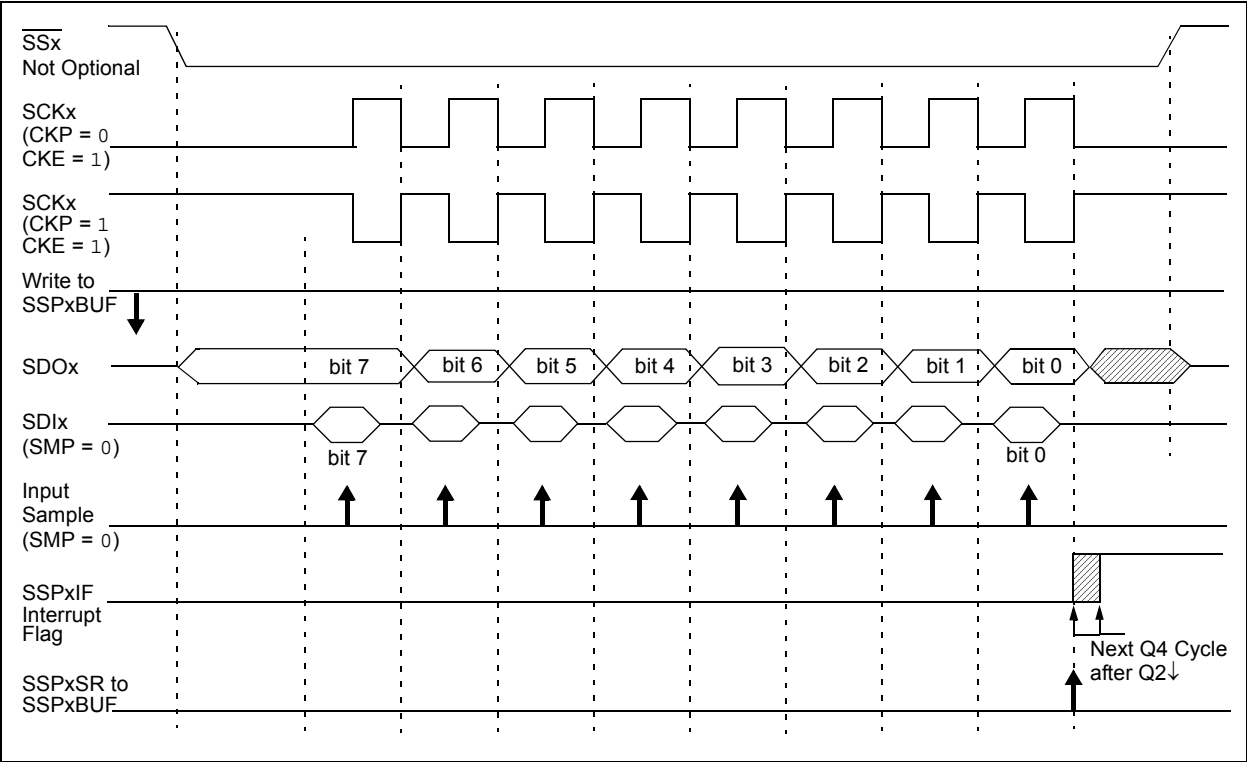 SSx
Not Optional
SCKx
(CKP = 0
CKE = 1)
SCKx
(CKP = 1
CKE = 1)
Write to
SSPxBUF
SDOx
bit 7
bit 6
bit 5
bit 4
bit 3
bit 2
bit 1
bit 0
SDIx
(SMP = 0)
bit 7
bit 0
Input
Sample
(SMP = 0)
SSPxIF
Interrupt
Flag
Next Q4 Cycle
after Q2↓
SSPxSR to
SSPxBUF